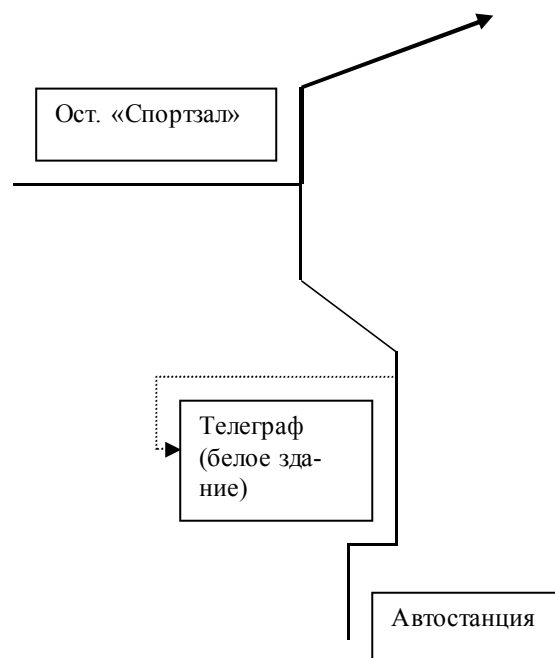 Ост. «Спортзал»
Телеграф
(белое зда-
ние)
Автостанция